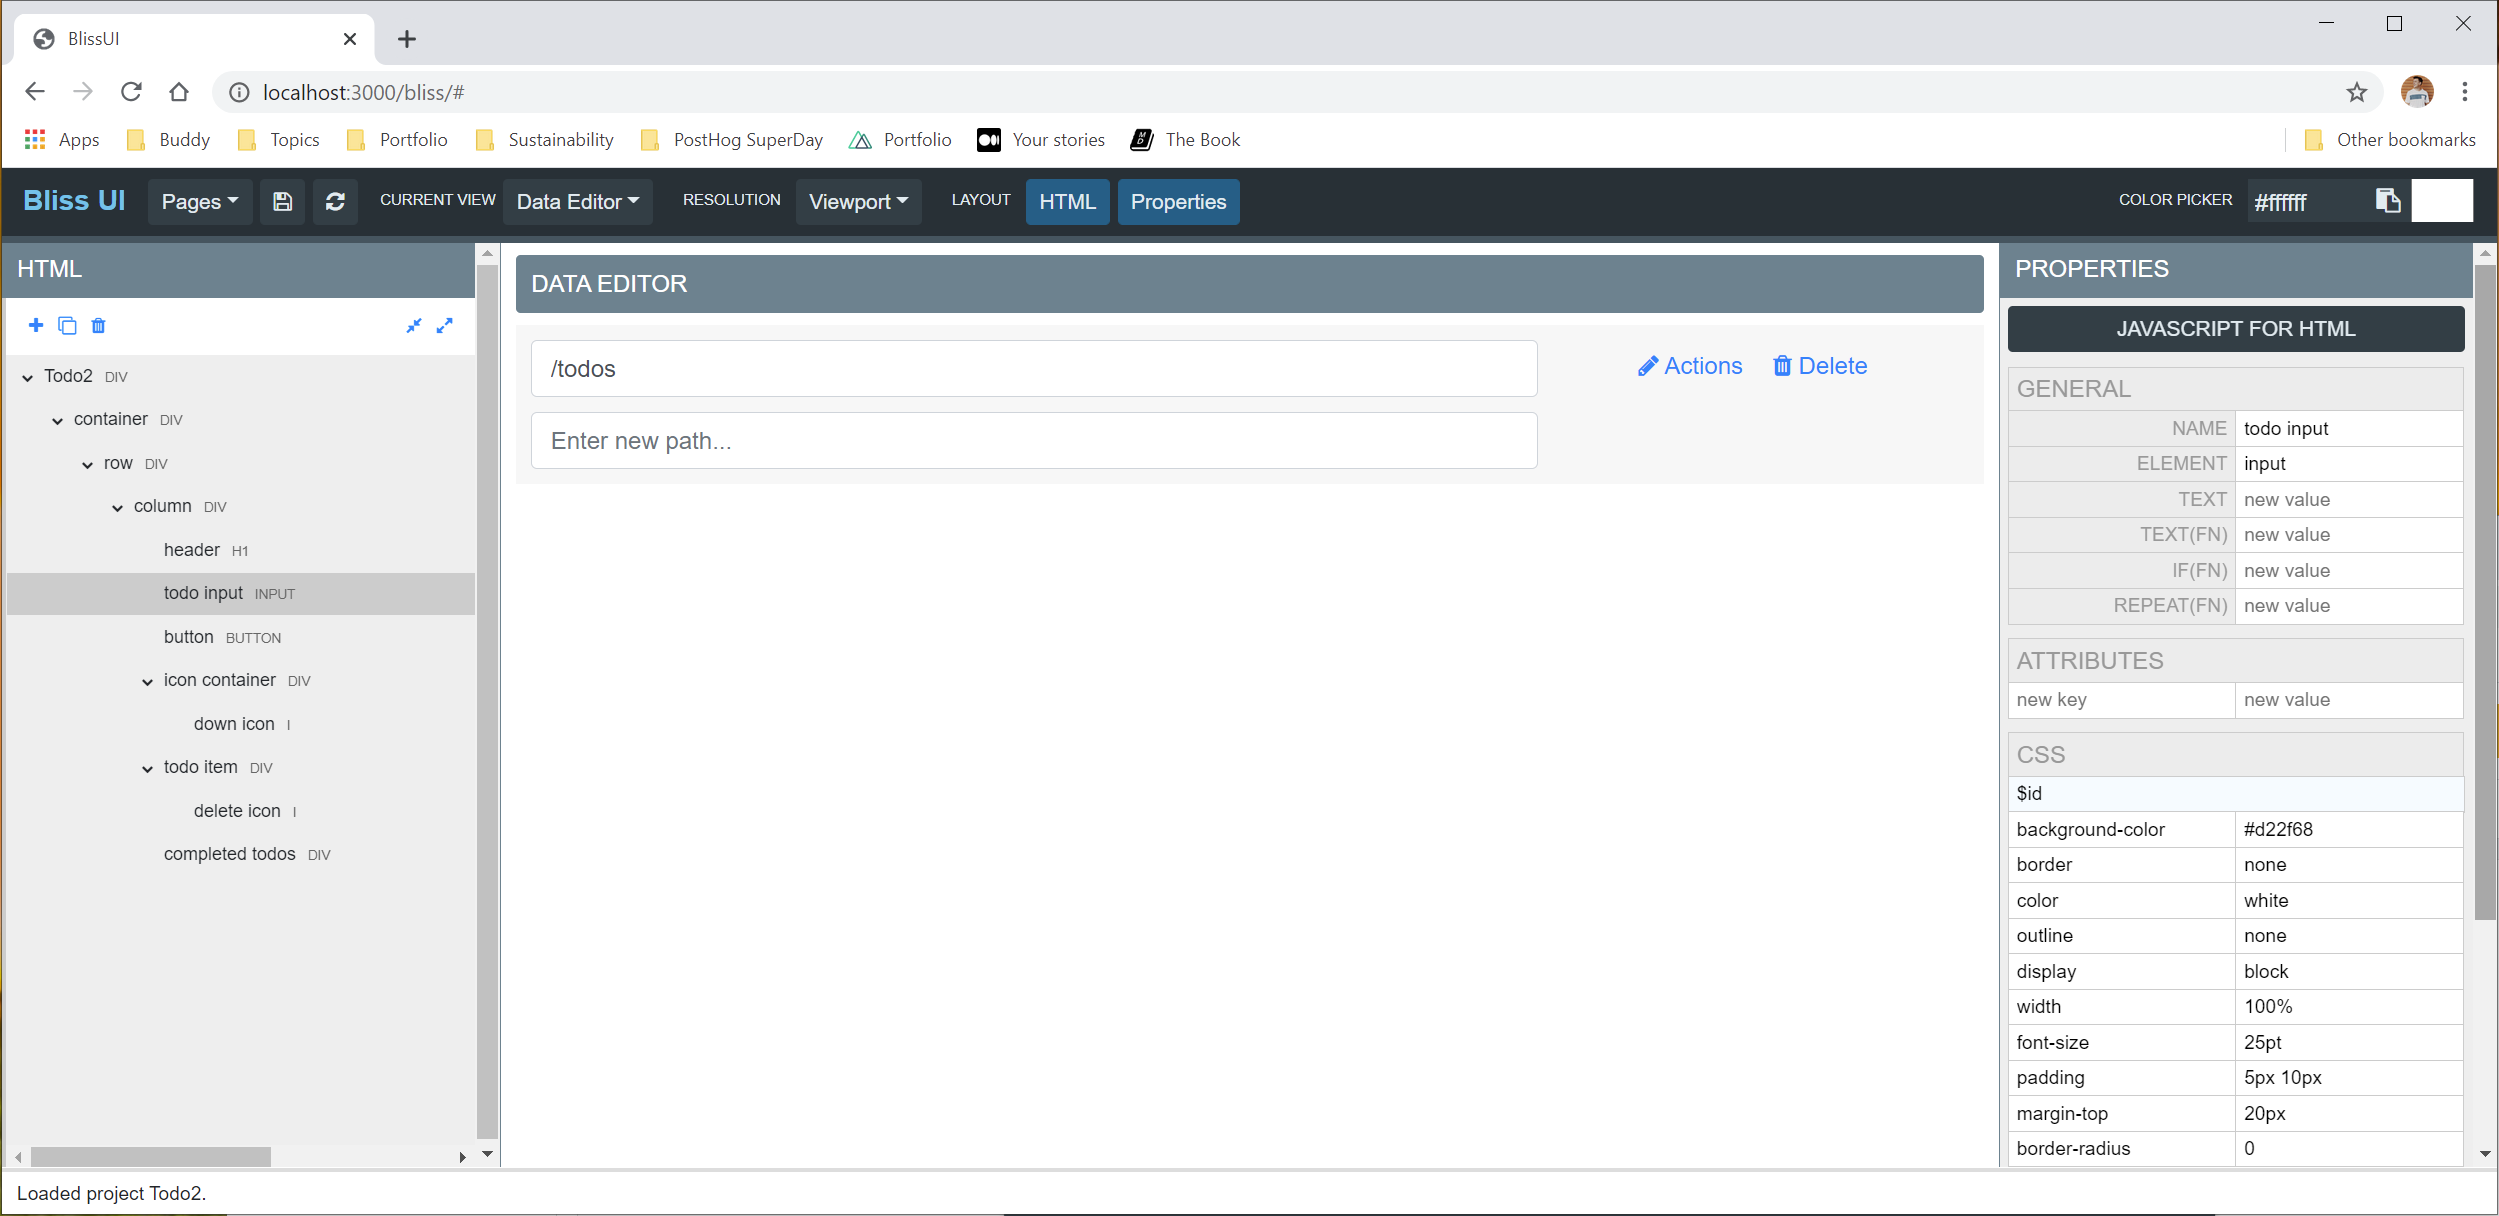 BlissUI
localhost:3000/bliss/#
Apps Buddy Topics Portfolio Sustainability PostHog SuperDay Portfolio Your stories The Book Other bookmarks
Bliss UI Pages CURRENT VIEW Data Editor RESOLUTION Viewport LAYOUT HTML Properties COLOR PICKER #ffffff
HTML
Todo2 DIV
container DIV
row DIV
column DIV
header H1
todo input INPUT
button BUTTON
icon container DIV
down icon I
todo item DIV
delete icon I
completed todos DIV
DATA EDITOR
/todos Actions Delete
Enter new path...
PROPERTIES
JAVASCRIPT FOR HTML
GENERAL
NAME todo input
ELEMENT input
TEXT new value
TEXT(FN) new value
IF(FN) new value
REPEAT(FN) new value
ATTRIBUTES
new key new value
CSS
$id
background-color #d22f68
border none
color white
outline none
display block
width 100%
font-size 25pt
padding 5px 10px
margin-top 20px
border-radius 0
Loaded project Todo2.